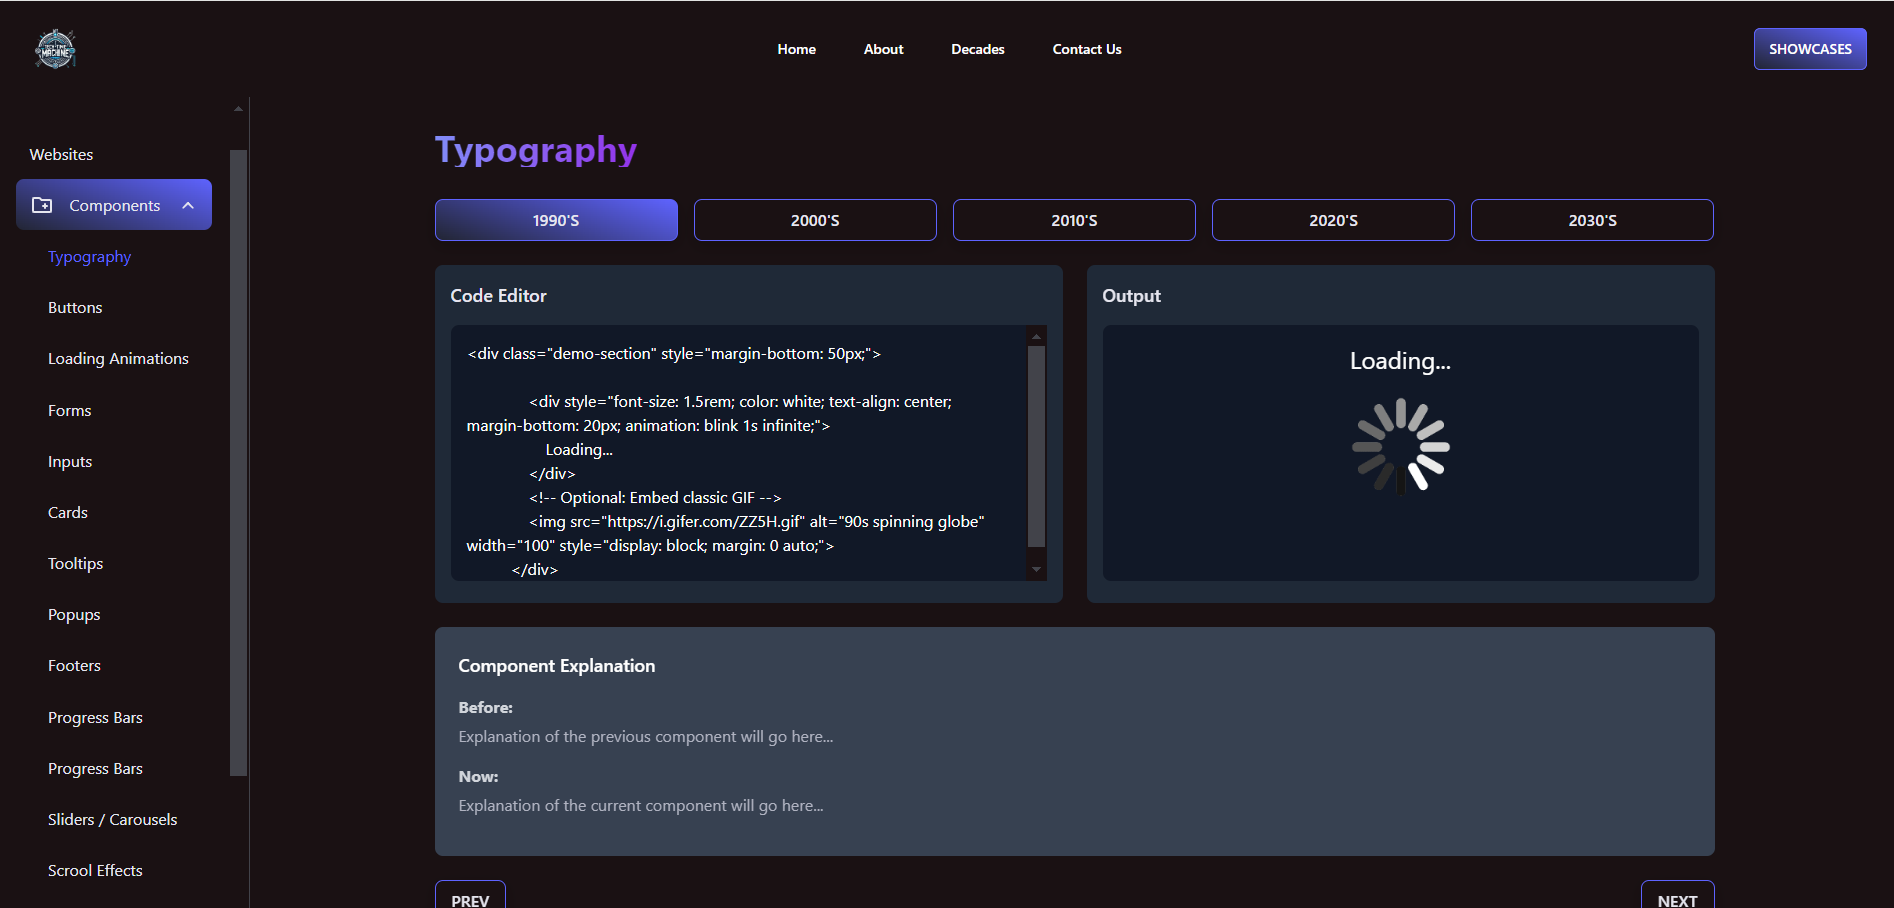 TECH TIME
MACHINE
Home
About
Decades
Contact Us
SHOWCASES
Websites
Components
Typography
Buttons
Loading Animations
Forms
Inputs
Cards
Tooltips
Popups
Footers
Progress Bars
Progress Bars
Sliders / Carousels
Scrool Effects
Typography
1990'S
2000'S
2010'S
2020'S
2030'S
Code Editor
<div class="demo-section" style="margin-bottom: 50px;">
<div style="font-size: 1.5rem; color: white; text-align: center;
margin-bottom: 20px; animation: blink 1s infinite;">
Loading...
</div>
<!-- Optional: Embed classic GIF -->
<img src="https://i.gifer.com/ZZ5H.gif" alt="90s spinning globe"
width="100" style="display: block; margin: 0 auto;">
</div>
Output
Loading...
Component Explanation
Before:
Explanation of the previous component will go here...
Now:
Explanation of the current component will go here...
PREV
NEXT